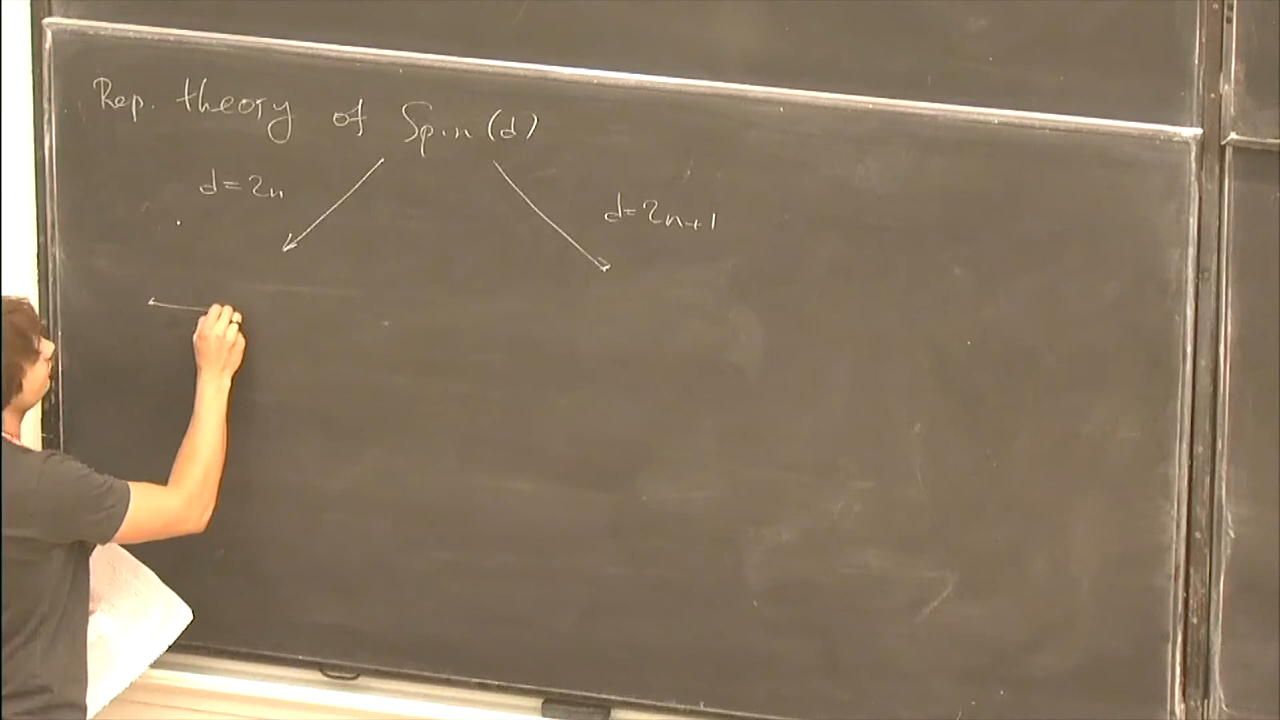 Rep. theory of Spin(d)
d=2n
d=2n+1